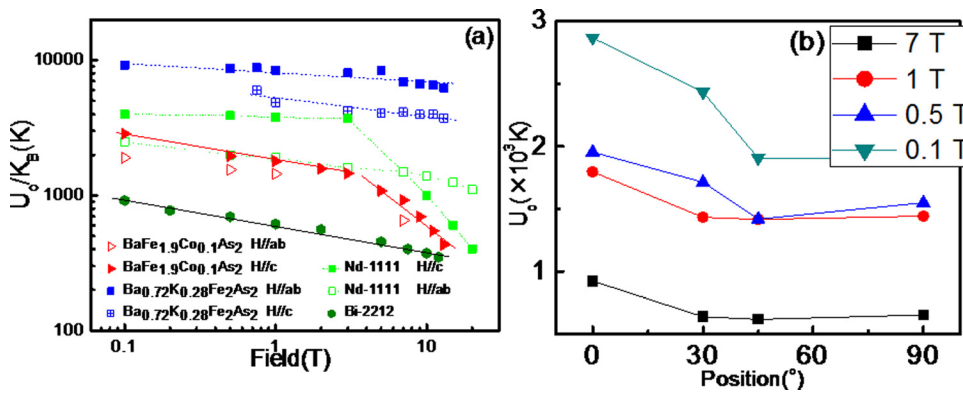 (a)
U₀/K_B(K)
10000
1000
100
0.1
1
10
Field(T)
BaFe₁.₉Co₀.₁As₂ H//ab
BaFe₁.₉Co₀.₁As₂ H//c
Ba₀.₇₂K₀.₂₈Fe₂As₂ H//ab
Ba₀.₇₂K₀.₂₈Fe₂As₂ H//c
Nd-1111 H//c
Nd-1111 H//ab
Bi-2212
(b)
U₀(×10³K)
3
2
1
0
30
60
90
Position(°)
7 T
1 T
0.5 T
0.1 T